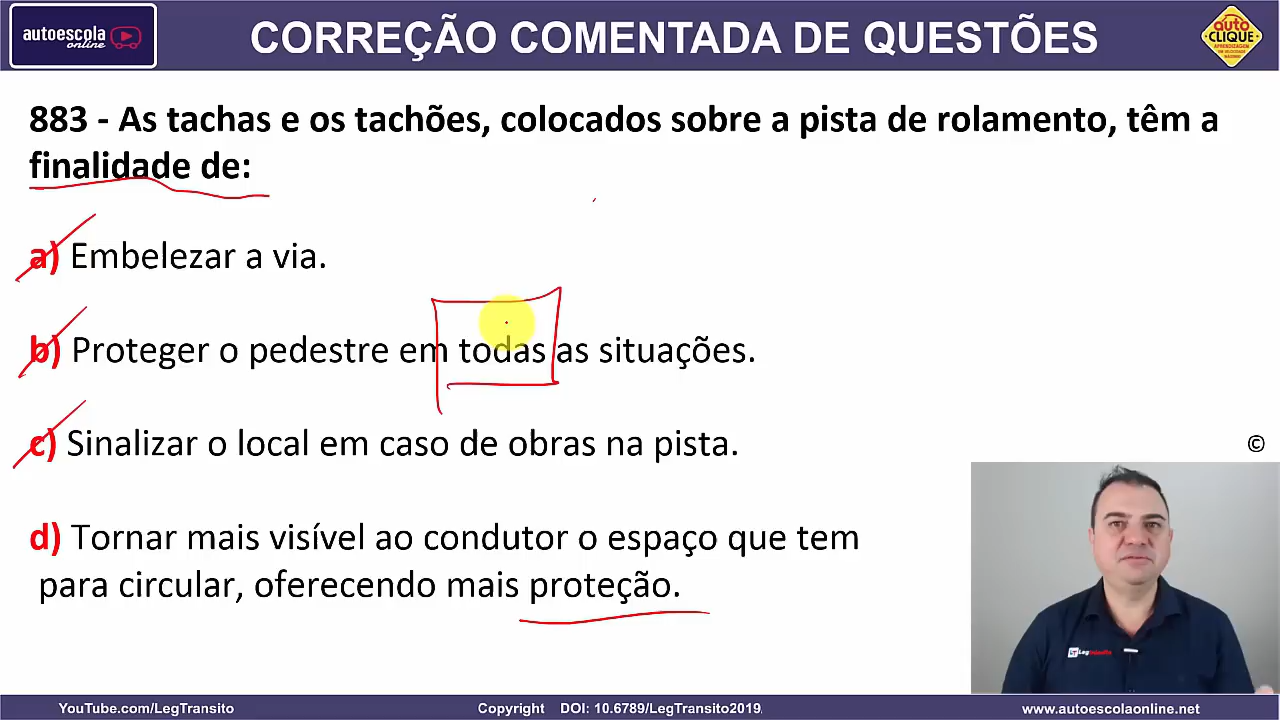 autoescola
online
CORREÇÃO COMENTADA DE QUESTÕES
auto
CLIQUE
883 - As tachas e os tachões, colocados sobre a pista de rolamento, têm a
finalidade de:
a) Embelezar a via.
b) Proteger o pedestre em todas as situações.
c) Sinalizar o local em caso de obras na pista.
©
d) Tornar mais visível ao condutor o espaço que tem
para circular, oferecendo mais proteção.
YouTube.com/LegTransito Copyright DOI: 10.6789/LegTransito2019 www.autoescolaonline.net